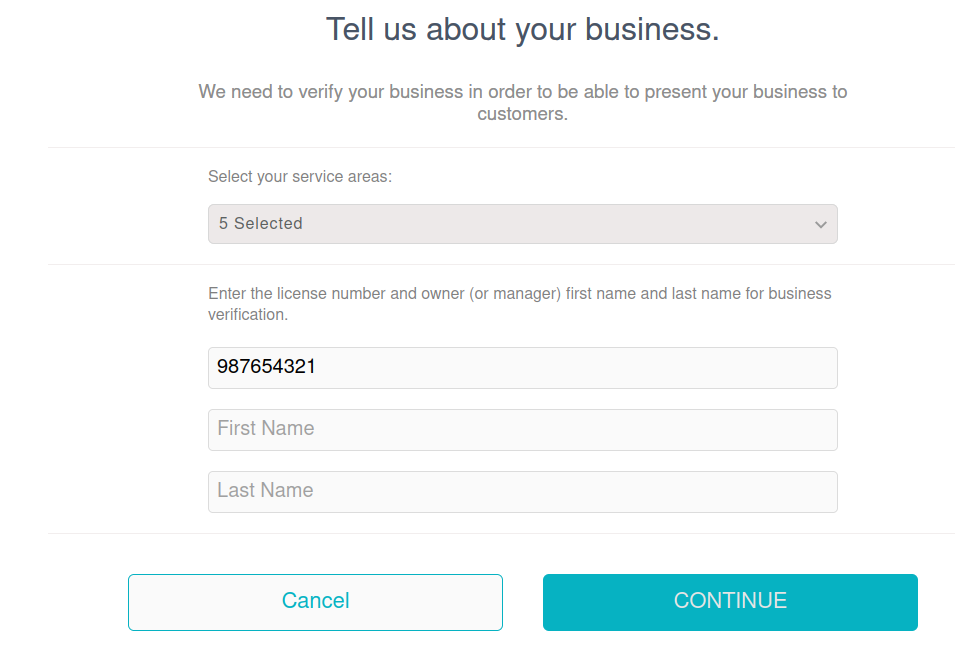 Tell us about your business.
We need to verify your business in order to be able to present your business to
customers.
Select your service areas:
5 Selected
Enter the license number and owner (or manager) first name and last name for business
verification.
987654321
First Name
Last Name
Cancel
CONTINUE